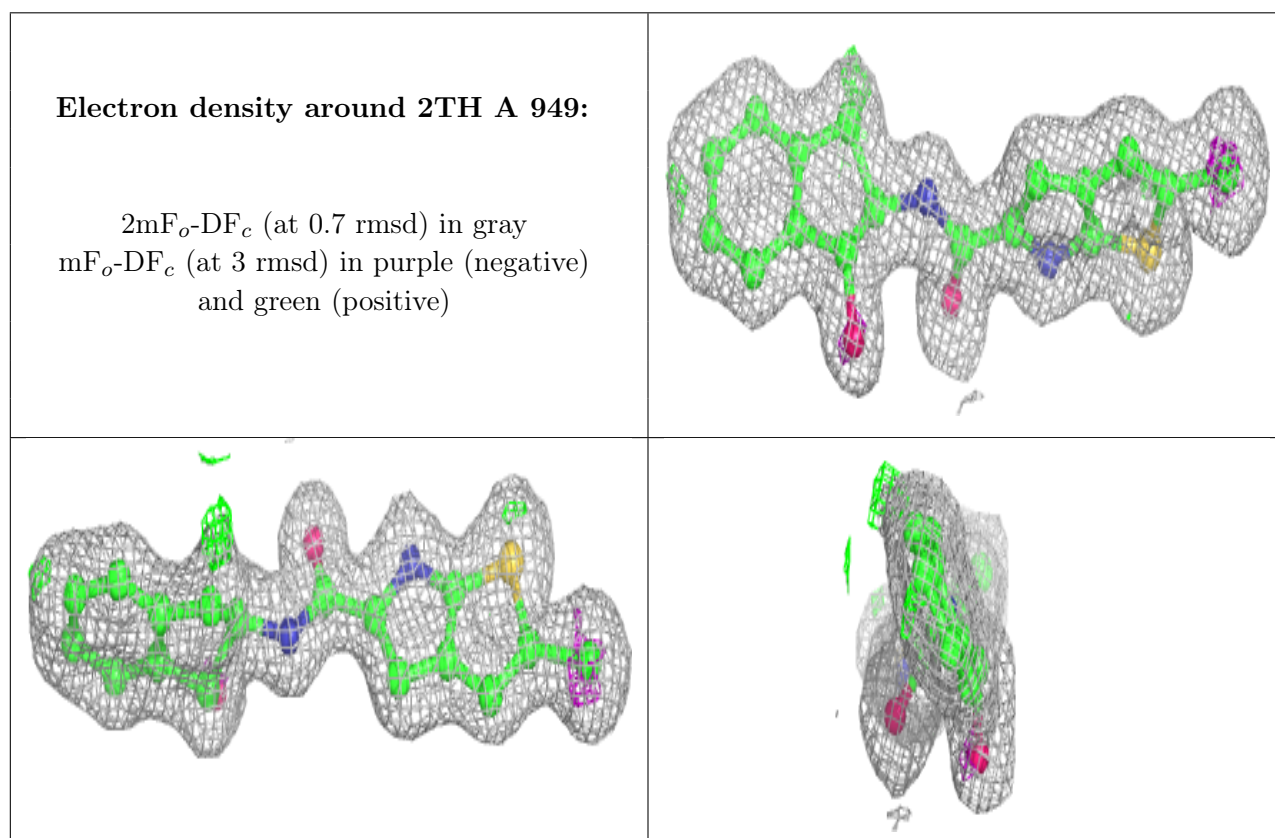 Electron density around 2TH A 949:
2mFₒ-DF𝒸 (at 0.7 rmsd) in gray
mFₒ-DF𝒸 (at 3 rmsd) in purple (negative)
and green (positive)